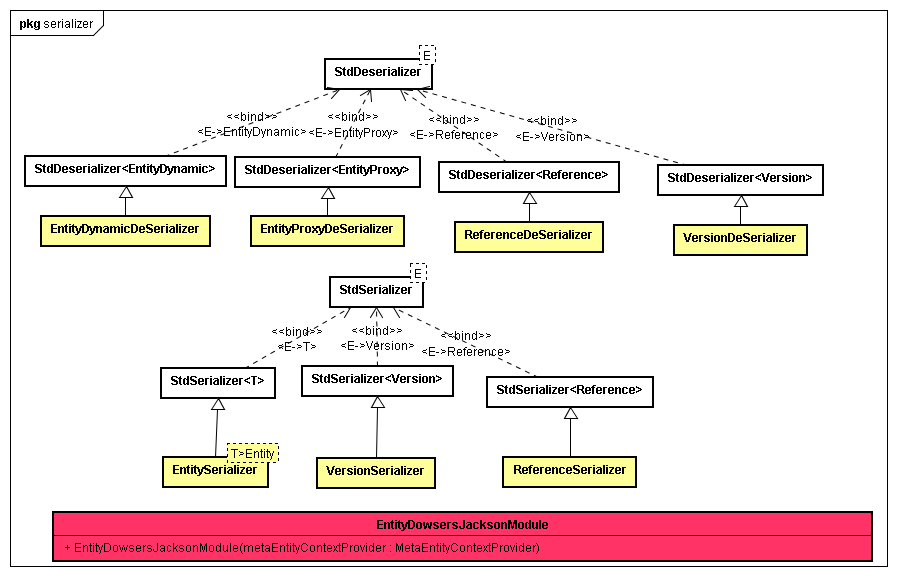 pkg serializer
E
StdDeserializer
<<bind>>
<E->EntityDynamic>
<<bind>>
<E->EntityProxy>
<<bind>>
<E->Reference>
<<bind>>
<E->Version>
StdDeserializer<EntityDynamic>
StdDeserializer<EntityProxy>
StdDeserializer<Reference>
StdDeserializer<Version>
EntityDynamicDeSerializer
EntityProxyDeSerializer
ReferenceDeSerializer
VersionDeSerializer
E
StdSerializer
<<bind>>
<E->T>
<<bind>>
<E->Version>
<<bind>>
<E->Reference>
StdSerializer<T>
StdSerializer<Version>
StdSerializer<Reference>
T>Entity
EntitySerializer
VersionSerializer
ReferenceSerializer
EntityDowsersJacksonModule
+ EntityDowsersJacksonModule(metaEntityContextProvider : MetaEntityContextProvider)